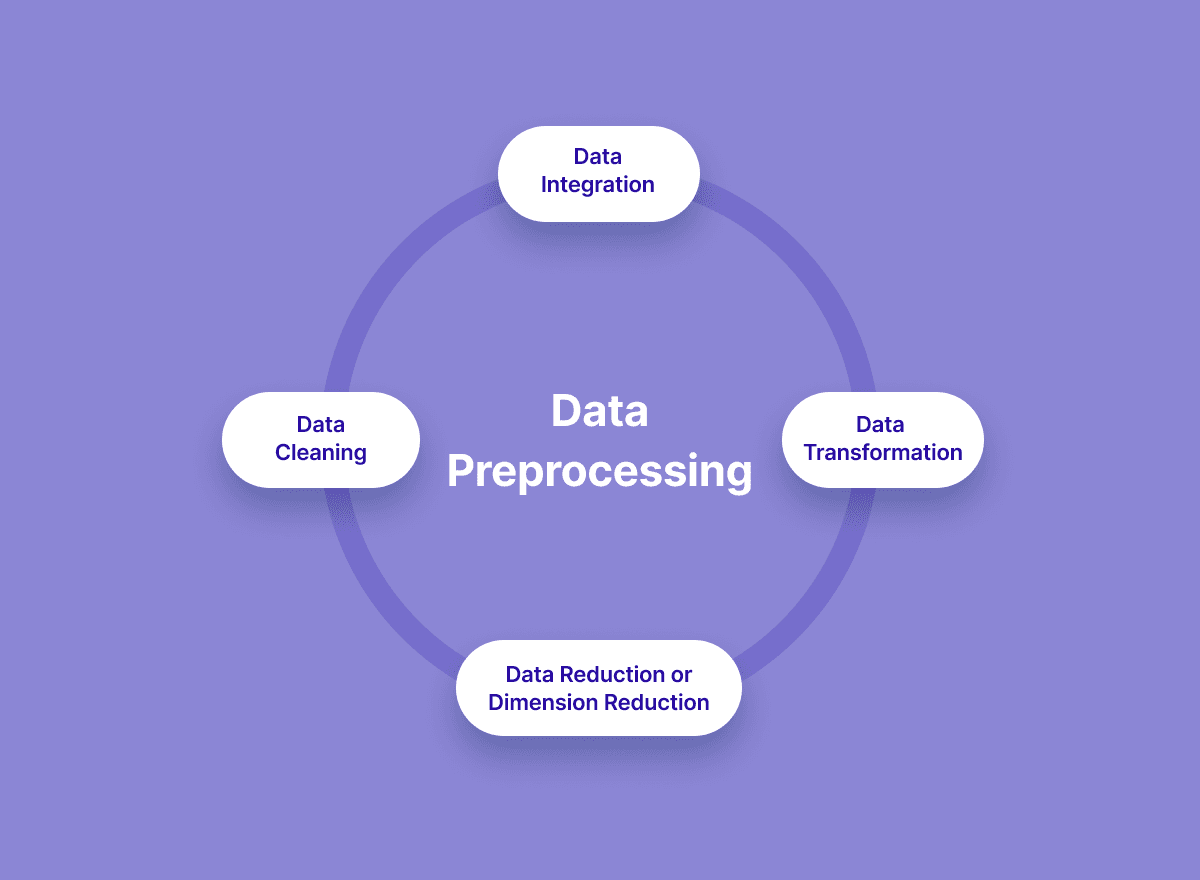 Data
Integration
Data
Cleaning
Data
Preprocessing
Data
Transformation
Data Reduction or
Dimension Reduction